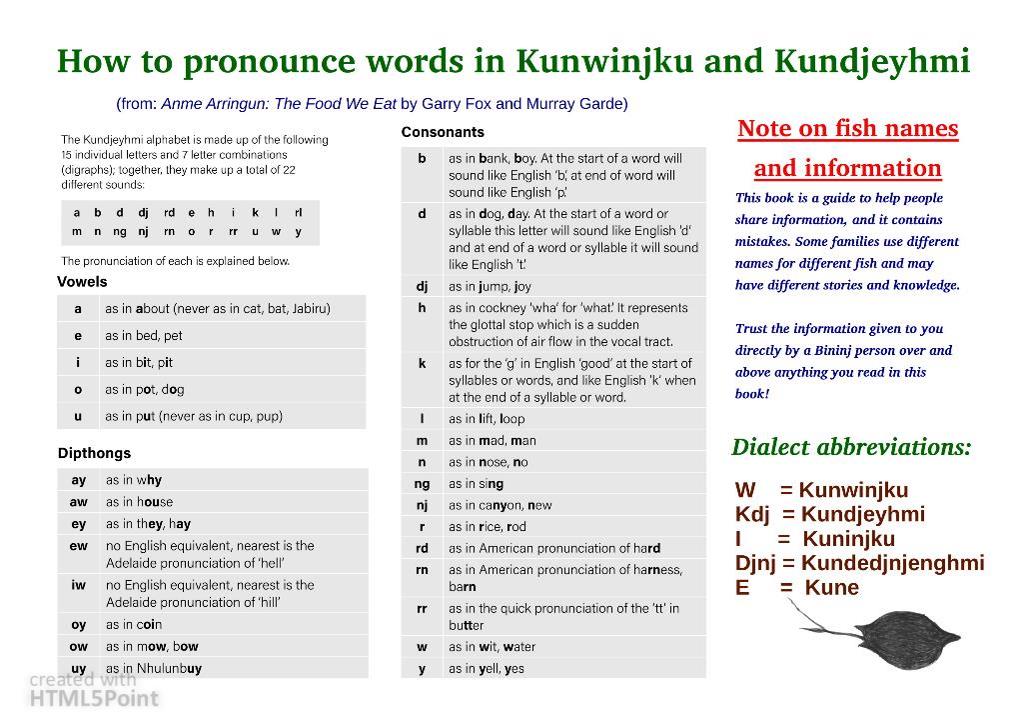 How to pronounce words in Kunwinjku and Kundjeyhmi
(from: Anme Arringun: The Food We Eat by Garry Fox and Murray Garde)
The Kundjeyhmi alphabet is made up of the following
15 individual letters and 7 letter combinations
(digraphs); together, they make up a total of 22
different sounds:
a b d dj rd e h i k l rl
m n ng nj rn o r rr u w y
The pronunciation of each is explained below.
Vowels
a as in about (never as in cat, bat, Jabiru)
e as in bed, pet
i as in bit, pit
o as in pot, dog
u as in put (never as in cup, pup)
Dipthongs
ay as in why
aw as in house
ey as in they, hay
ew no English equivalent, nearest is the
Adelaide pronunciation of 'hell'
iw no English equivalent, nearest is the
Adelaide pronunciation of 'hill'
oy as in coin
ow as in mow, bow
uy as in Nhulunbuy
Consonants
b as in bank, boy. At the start of a word will
sound like English 'b', at end of word will
sound like English 'p'.
d as in dog, day. At the start of a word or
syllable this letter will sound like English 'd'
and at end of a word or syllable it will sound
like English 't'.
dj as in jump, joy
h as in cockney 'wha' for 'what.' It represents
the glottal stop which is a sudden
obstruction of air flow in the vocal tract.
k as for the 'g' in English 'good' at the start of
syllables or words, and like English 'k' when
at the end of a syllable or word.
l as in lift, loop
m as in mad, man
n as in nose, no
ng as in sing
nj as in canyon, new
r as in rice, rod
rd as in American pronunciation of hard
rn as in American pronunciation of harness,
barn
rr as in the quick pronunciation of the 'tt' in
butter
w as in wit, water
y as in yell, yes
Note on fish names
and information
This book is a guide to help people
share information, and it contains
mistakes. Some families use different
names for different fish and may
have different stories and knowledge.
Trust the information given to you
directly by a Bininj person over and
above anything you read in this
book!
Dialect abbreviations:
W = Kunwinjku
Kdj = Kundjeyhmi
I = Kuninjku
Djnj = Kundedjnjenghmi
E = Kune
created with
HTML5Point